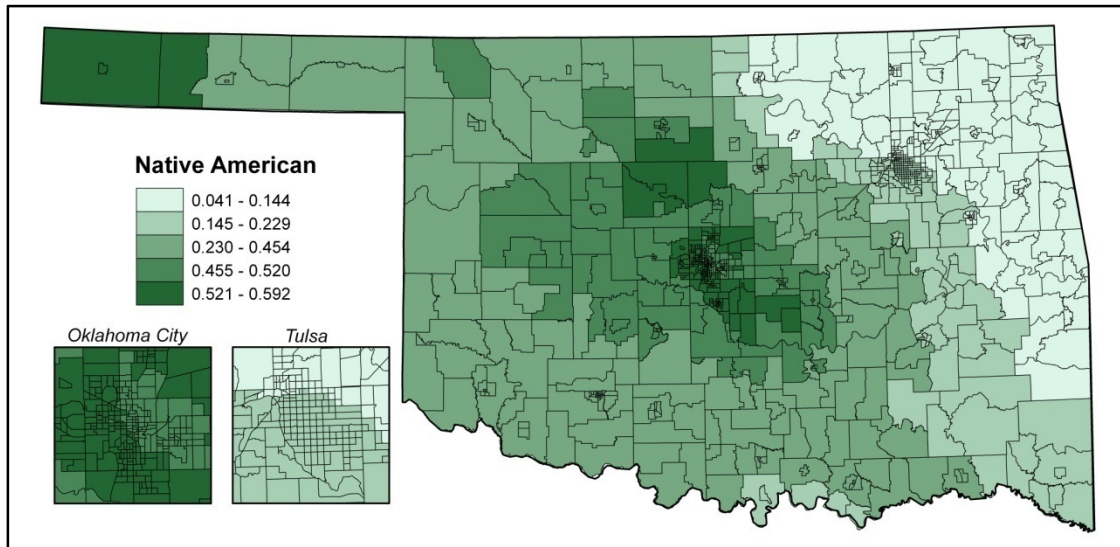 Native American
0.041 - 0.144
0.145 - 0.229
0.230 - 0.454
0.455 - 0.520
0.521 - 0.592
Oklahoma City
Tulsa